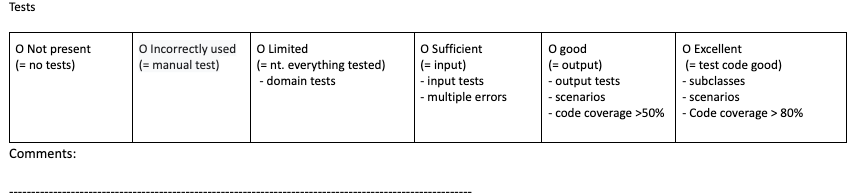 Tests
O Not present
(= no tests)
O Incorrectly used
(= manual test)
O Limited
(= nt. everything tested)
- domain tests
O Sufficient
(= input)
- input tests
- multiple errors
O good
(= output)
- output tests
- scenarios
- code coverage >50%
O Excellent
(= test code good)
- subclasses
- scenarios
- Code coverage > 80%
Comments: